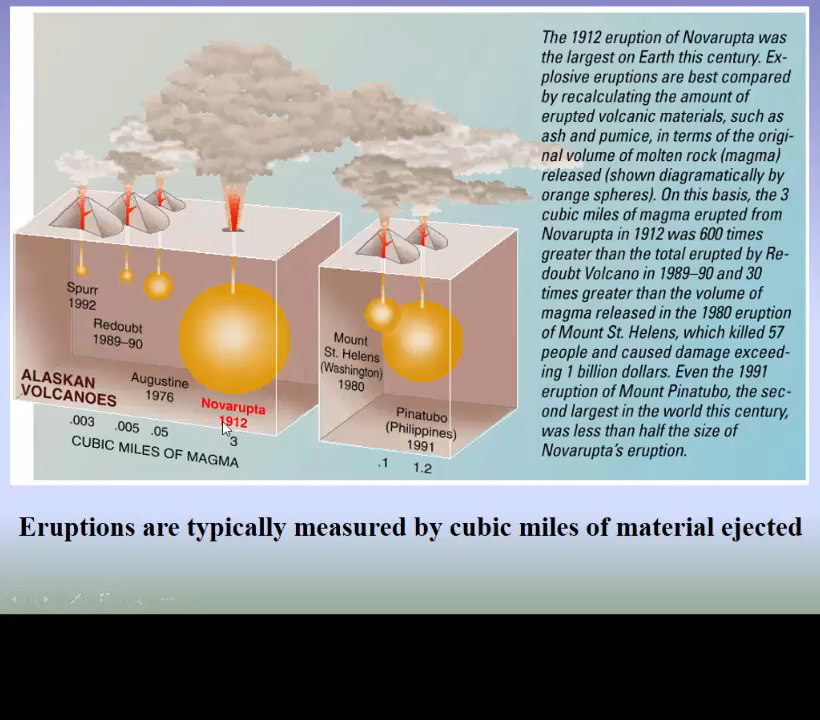 The 1912 eruption of Novarupta was
the largest on Earth this century. Ex-
plosive eruptions are best compared
by recalculating the amount of
erupted volcanic materials, such as
ash and pumice, in terms of the origi-
nal volume of molten rock (magma)
released (shown diagramatically by
orange spheres). On this basis, the 3
cubic miles of magma erupted from
Novarupta in 1912 was 600 times
greater than the total erupted by Re-
doubt Volcano in 1989–90 and 30
times greater than the volume of
magma released in the 1980 eruption
of Mount St. Helens, which killed 57
people and caused damage exceed-
ing 1 billion dollars. Even the 1991
eruption of Mount Pinatubo, the sec-
ond largest in the world this century,
was less than half the size of
Novarupta's eruption.
Spurr
1992
Redoubt
1989–90
Augustine
1976
Novarupta
1912
ALASKAN
VOLCANOES
.003 .005 .05 3
CUBIC MILES OF MAGMA
Mount
St. Helens
(Washington)
1980
Pinatubo
(Philippines)
1991
.1 1.2
Eruptions are typically measured by cubic miles of material ejected